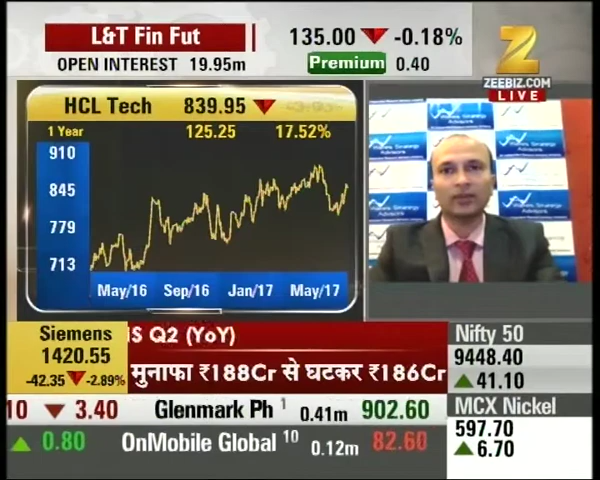 L&T Fin Fut
135.00 -0.18%
OPEN INTEREST 19.95m
Premium 0.40
ZEEBIZ.COM
LIVE
HCL Tech 839.95
1 Year 125.25 17.52%
910
845
779
713
May/16 Sep/16 Jan/17 May/17
Siemens
1420.55
-42.35 -2.89%
S Q2 (YoY)
मुनाफा ₹188Cr से घटकर ₹186Cr
Nifty 50
9448.40
41.10
MCX Nickel
597.70
6.70
10 3.40 Glenmark Ph 1 0.41m 902.60
0.80 OnMobile Global 10 0.12m 82.60